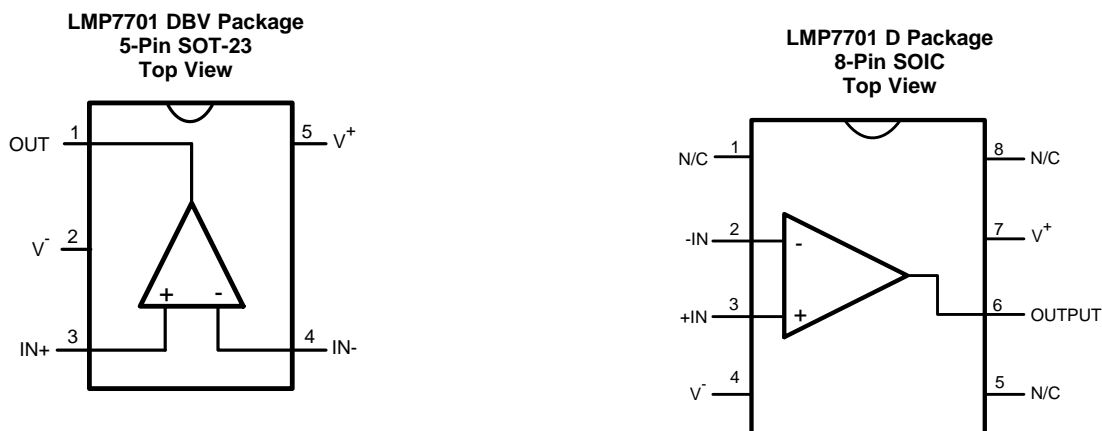 LMP7701 DBV Package
5-Pin SOT-23
Top View
OUT 1
5 V+
V- 2
+ -
IN+ 3
4 IN-
LMP7701 D Package
8-Pin SOIC
Top View
N/C 1
8 N/C
-IN 2 -
7 V+
+IN 3 +
6 OUTPUT
V- 4
5 N/C